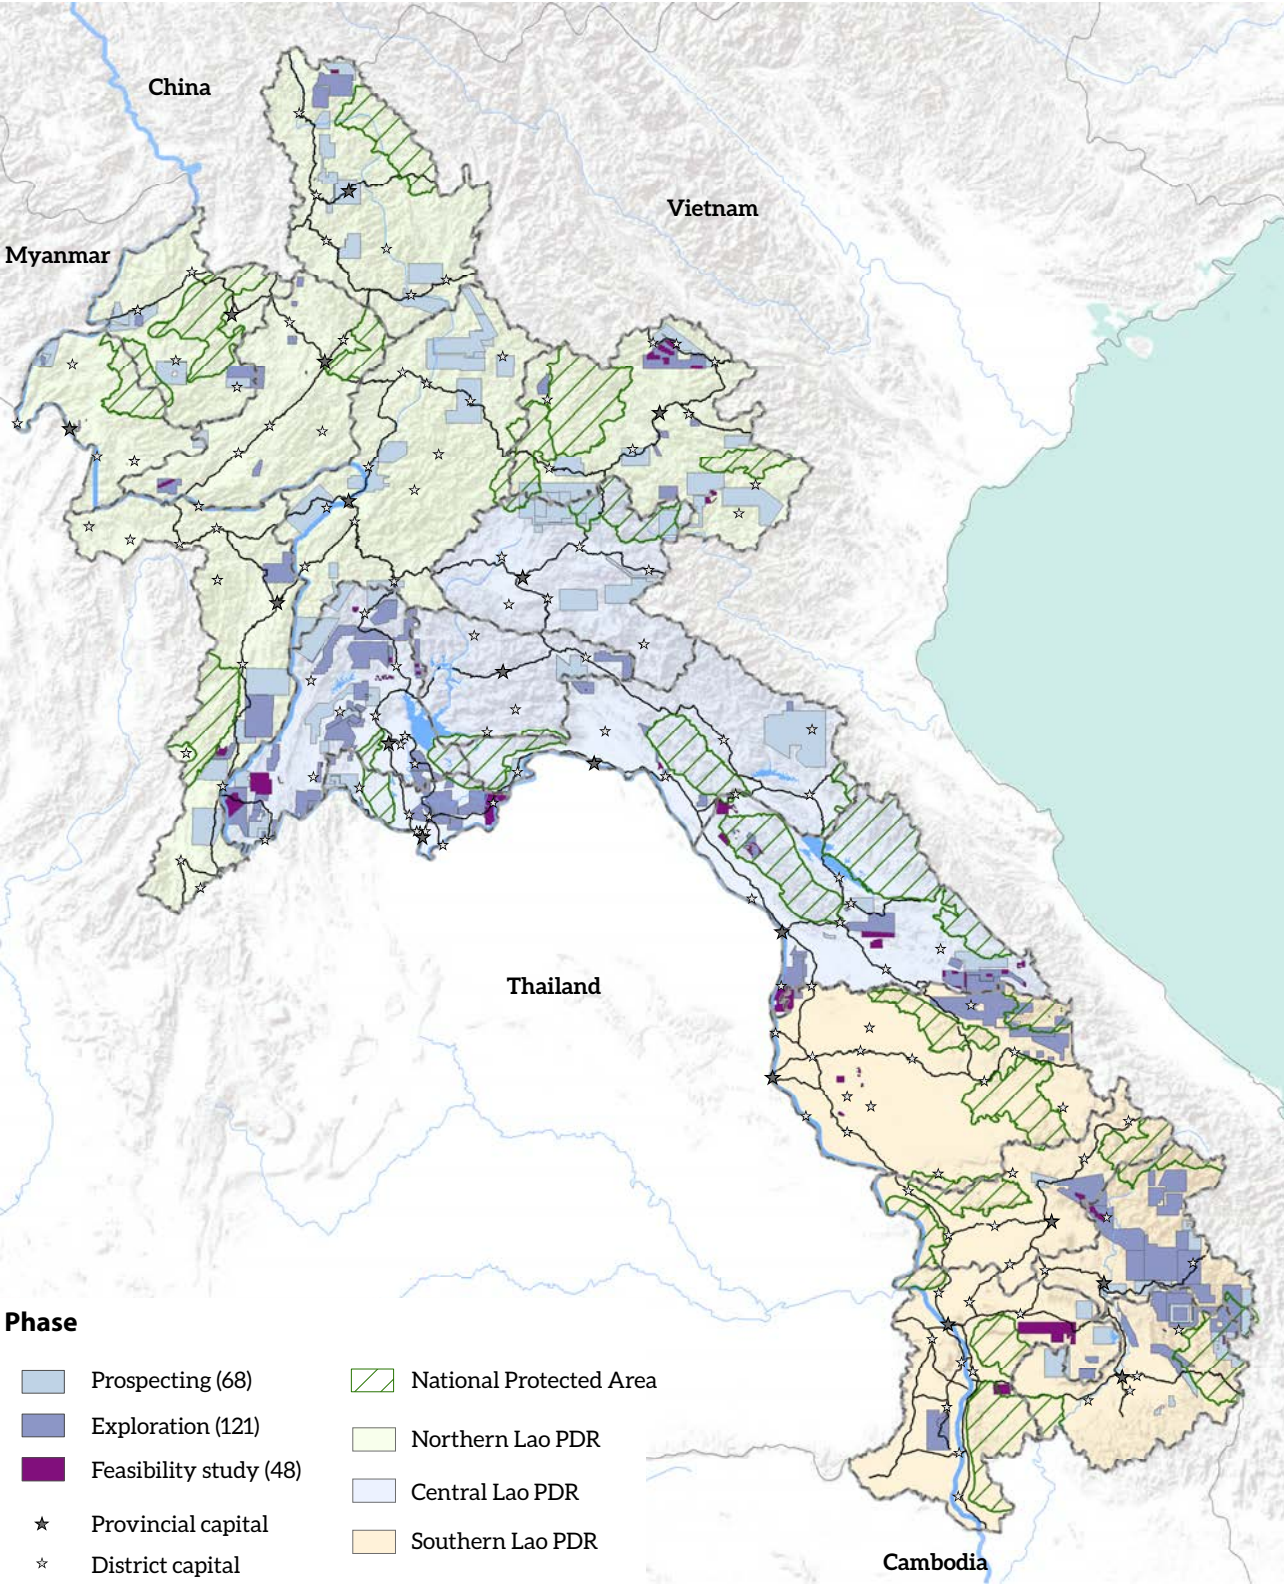 China
Vietnam
Myanmar
Thailand
Phase
Prospecting (68)
Exploration (121)
Feasibility study (48)
Provincial capital
District capital
National Protected Area
Northern Lao PDR
Central Lao PDR
Southern Lao PDR
Cambodia